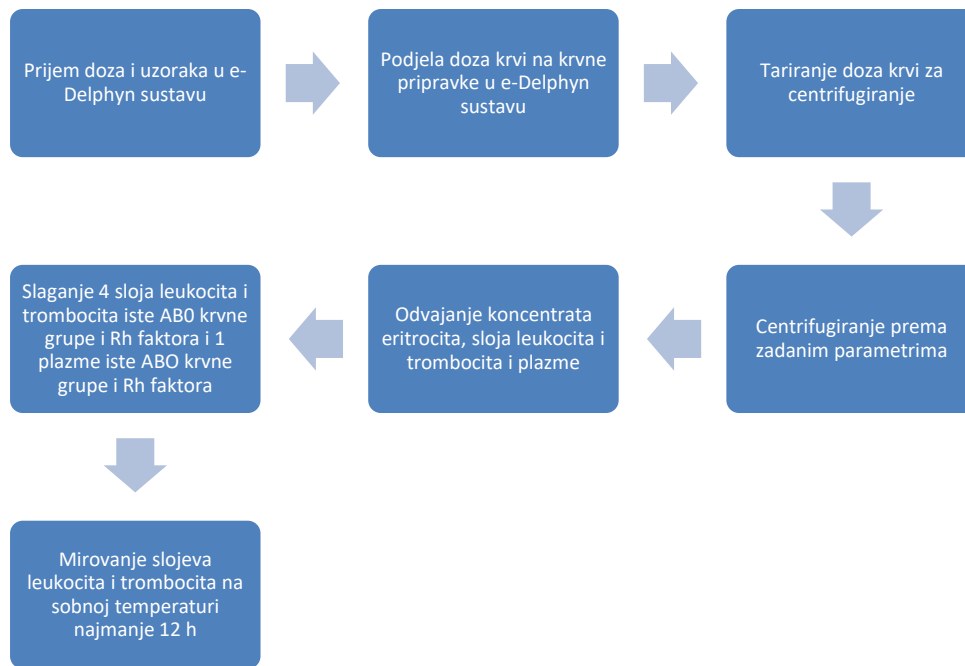 Prijem doza i uzoraka u e-
Delphyn sustavu
Podjela doza krvi na krvne
pripravke u e-Delphyn
sustavu
Tariranje doza krvi za
centrifugiranje
Centrifugiranje prema
zadanim parametrima
Odvajanje koncentrata
eritrocita, sloja leukocita i
trombocita i plazme
Slaganje 4 sloja leukocita i
trombocita iste AB0 krvne
grupe i Rh faktora i 1
plazme iste ABO krvne
grupe i Rh faktora
Mirovanje slojeva
leukocita i trombocita na
sobnoj temperaturi
najmanje 12 h